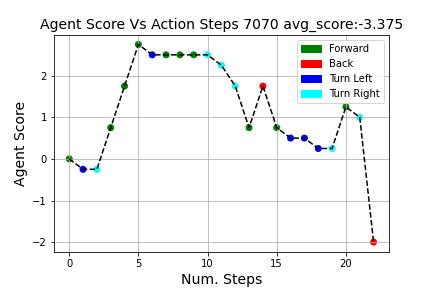 Agent Score Vs Action Steps 7070 avg_score:-3.375
Agent Score
2
1
0
−1
−2
Forward
Back
Turn Left
Turn Right
0 5 10 15 20
Num. Steps